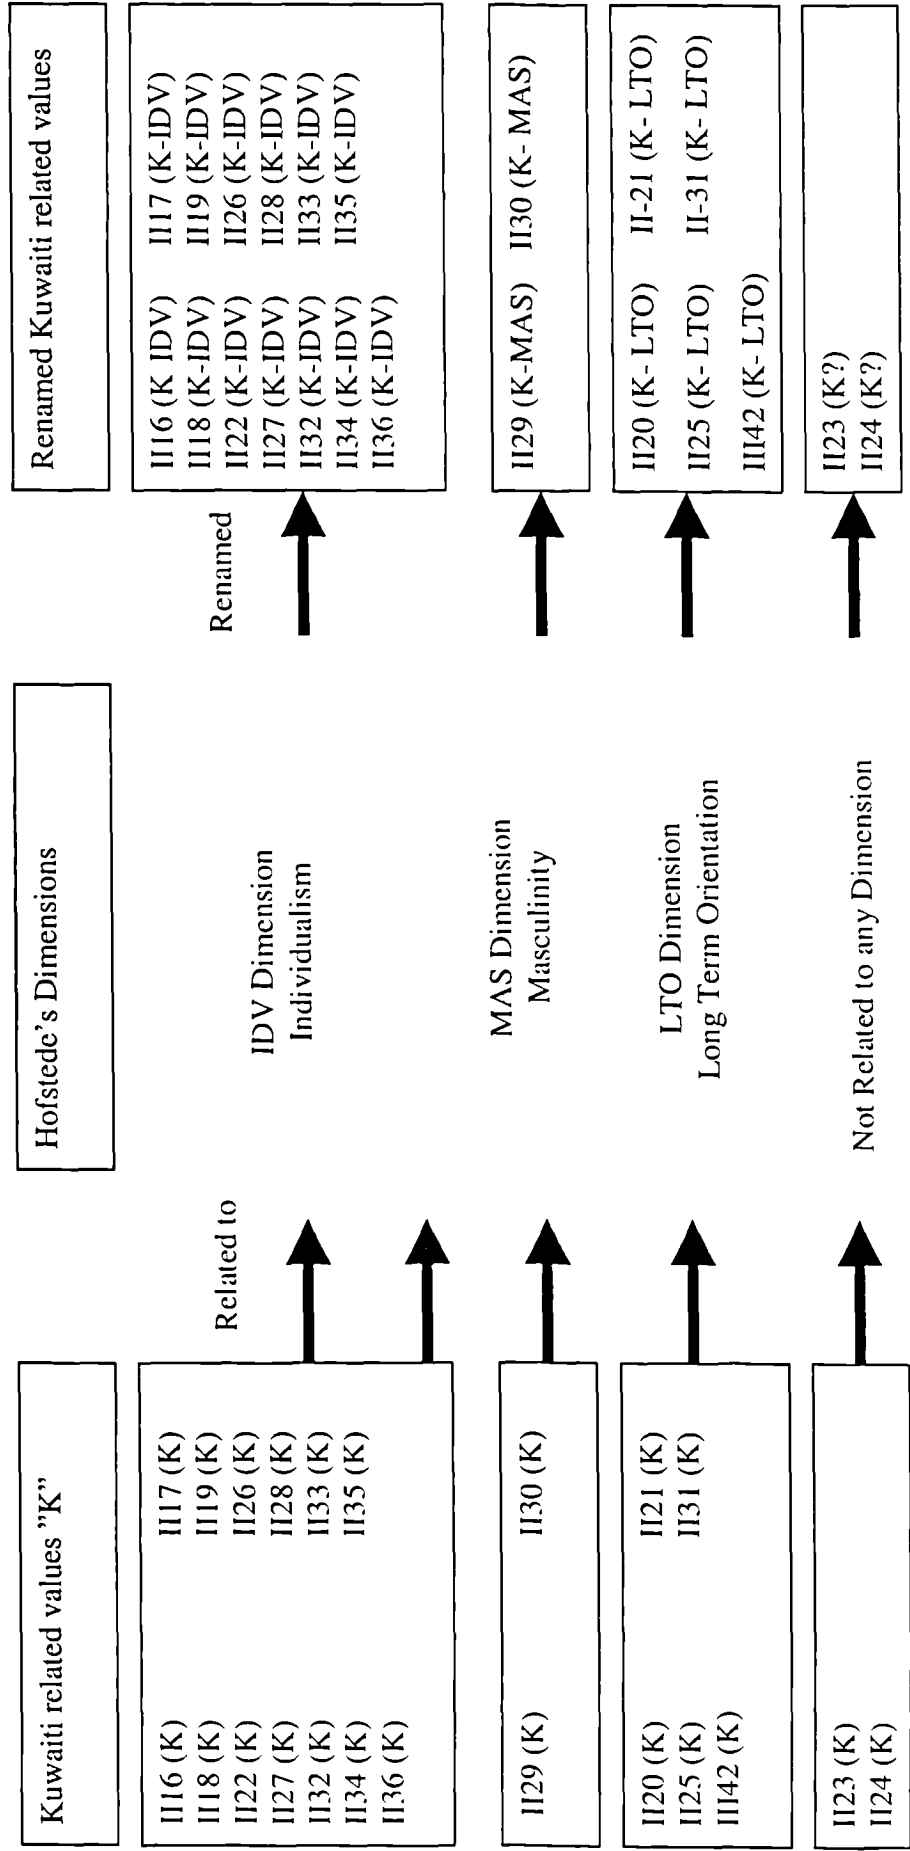 Kuwaiti related values "K"
Hofstede's Dimensions
Renamed Kuwaiti related values
Related to
Renamed
II16 (K) II17 (K)
II18 (K) II19 (K)
II22 (K) II26 (K)
II27 (K) II28 (K)
II32 (K) II33 (K)
II34 (K) II35 (K)
II36 (K)
IDV Dimension
Individualism
II16 (K IDV) II17 (K-IDV)
II18 (K-IDV) II19 (K-IDV)
II22 (K-IDV) II26 (K-IDV)
II27 (K-IDV) II28 (K-IDV)
II32 (K-IDV) II33 (K-IDV)
II34 (K-IDV) II35 (K-IDV)
II36 (K-IDV)
II29 (K) II30 (K)
MAS Dimension
Masculinity
II29 (K-MAS) II30 (K- MAS)
II20 (K) II21 (K)
II25 (K) II31 (K)
III42 (K)
LTO Dimension
Long Term Orientation
II20 (K- LTO) II-21 (K- LTO)
II25 (K- LTO) II-31 (K- LTO)
III42 (K- LTO)
II23 (K)
II24 (K)
Not Related to any Dimension
II23 (K?)
II24 (K?)